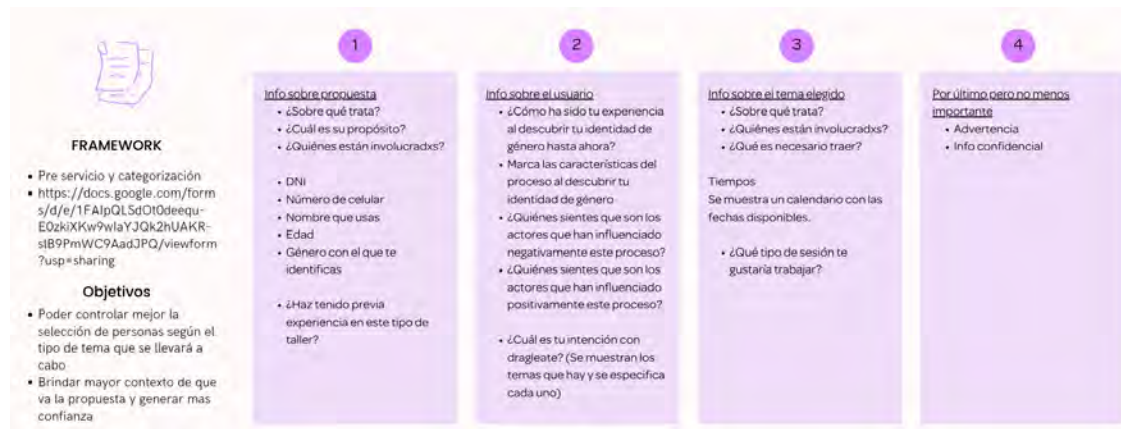 FRAMEWORK
• Pre servicio y categorización
• https://docs.google.com/form
s/d/e/1FAIpQLSdOt0deequ-
E0zkiXKw9wIaYJQk2hUAKR-
sIB9PmWC9AadJPQ/viewform
?usp=sharing
Objetivos
• Poder controlar mejor la
selección de personas según el
tipo de tema que se llevará a
cabo
• Brindar mayor contexto de que
va la propuesta y generar mas
confianza
1
Info sobre propuesta
• ¿Sobre qué trata?
• ¿Cuál es su propósito?
• ¿Quiénes están involucradxs?
• DNI
• Número de celular
• Nombre que usas
• Edad
• Género con el que te
identificas
• ¿Haz tenido previa
experiencia en este tipo de
taller?
2
Info sobre el usuario
• ¿Cómo ha sido tu experiencia
al descubrir tu identidad de
género hasta ahora?
• Marca las características del
proceso al descubrir tu
identidad de género
• ¿Quiénes sientes que son los
actores que han influenciado
negativamente este proceso?
• ¿Quiénes sientes que son los
actores que han influenciado
positivamente este proceso?
• ¿Cuál es tu intención con
dragleate? (Se muestran los
temas que hay y se especifica
cada uno)
3
Info sobre el tema elegido
• ¿Sobre qué trata?
• ¿Quiénes están involucradxs?
• ¿Qué es necesario traer?
Tiempos
Se muestra un calendario con las
fechas disponibles.
• ¿Qué tipo de sesión te
gustaría trabajar?
4
Por último pero no menos
importante
• Advertencia
• Info confidencial